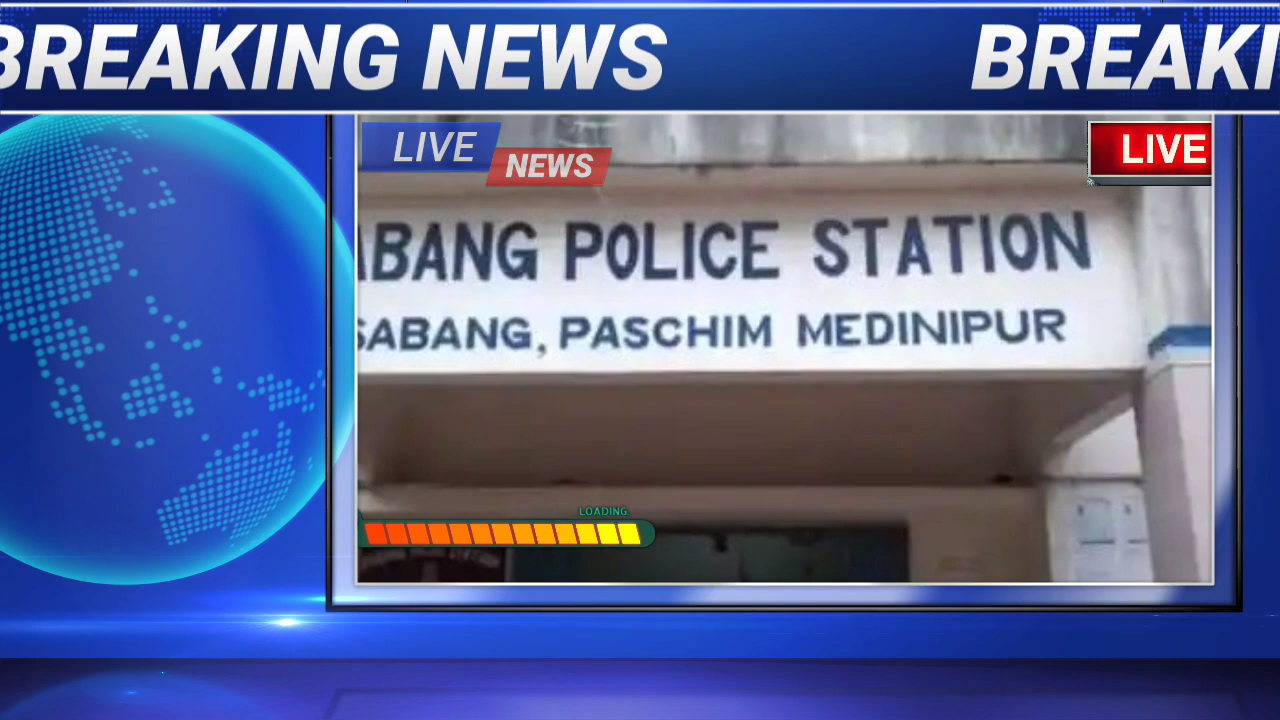 BREAKING NEWS
BREAKI
LIVE
NEWS
LIVE
ABANG POLICE STATION
SABANG, PASCHIM MEDINIPUR
LOADING.